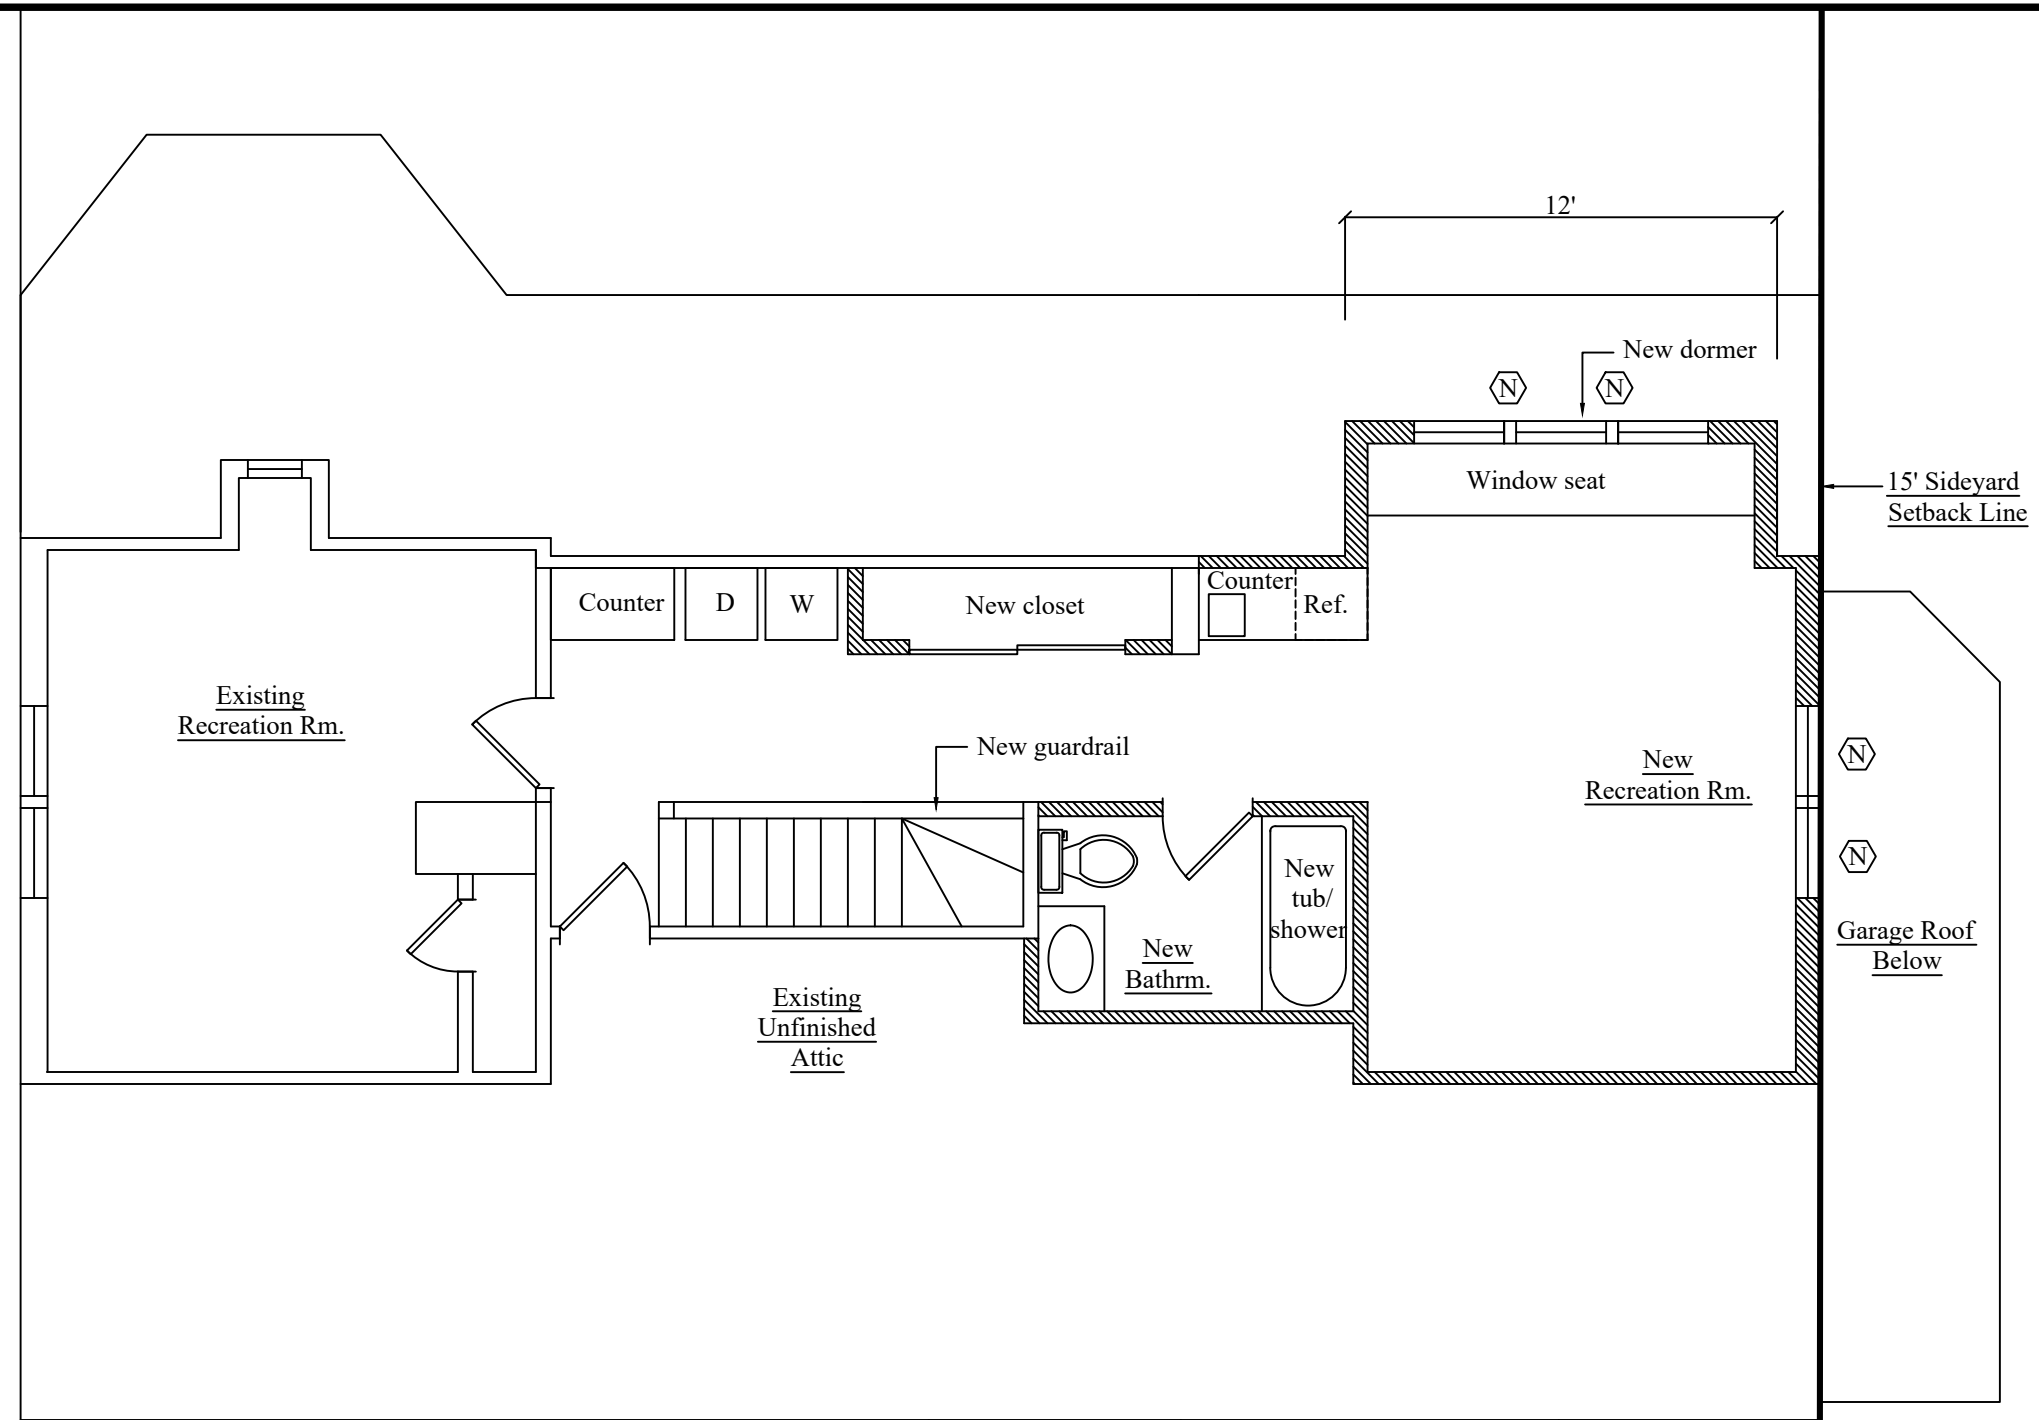 12'
New dormer
N
N
Window seat
15' Sideyard
Setback Line
Counter
D
W
New closet
Counter
Ref.
Existing
Recreation Rm.
New guardrail
New
Recreation Rm.
N
N
New
tub/
shower
New
Bathrm.
Garage Roof
Below
Existing
Unfinished
Attic